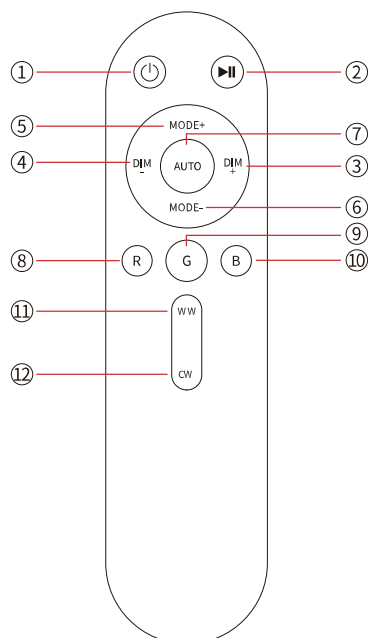 ①
②
⑤
MODE+
⑦
④
DIM
–
AUTO
DIM
+
③
MODE–
⑥
⑨
⑧
R
G
B
⑩
⑪
WW
⑫
CW